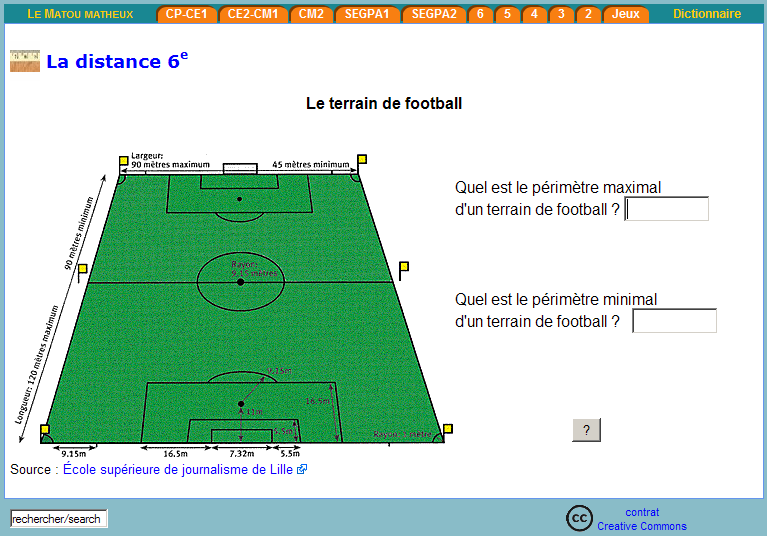 LE MATOU MATHEUX
CP-CE1
CE2-CM1
CM2
SEGPA1
SEGPA2
6
5
4
3
2
Jeux
Dictionnaire
La distance 6e
Le terrain de football
Largeur:
90 mètres maximum
45 mètres minimum
90 mètres minimum
Longueur: 120 mètres maximum
Rayon:
9.15 mètres
9.15m
16.5m
11m
5.5m
Rayon: 1 mètre
9.15m
16.5m
7.32m
5.5m
Quel est le périmètre maximal
d'un terrain de football ?
Quel est le périmètre minimal
d'un terrain de football ?
?
Source : École supérieure de journalisme de Lille
rechercher/search
cc
contrat
Creative Commons